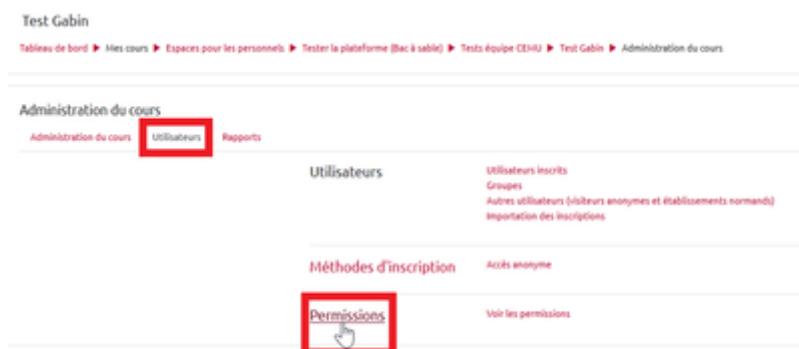 Test Gabin
Tableau de bord ▶ Mes cours ▶ Espaces pour les personnels ▶ Tester la plateforme (Bac à sable) ▶ Tests équipe CEMU ▶ Test Gabin ▶ Administration du cours
Administration du cours
Administration du cours Utilisateurs Rapports
Utilisateurs
Utilisateurs inscrits
Groupes
Autres utilisateurs (visiteurs anonymes et établissements normands)
Importation des inscriptions
Méthodes d'inscription
Accès anonyme
Permissions
Voir les permissions